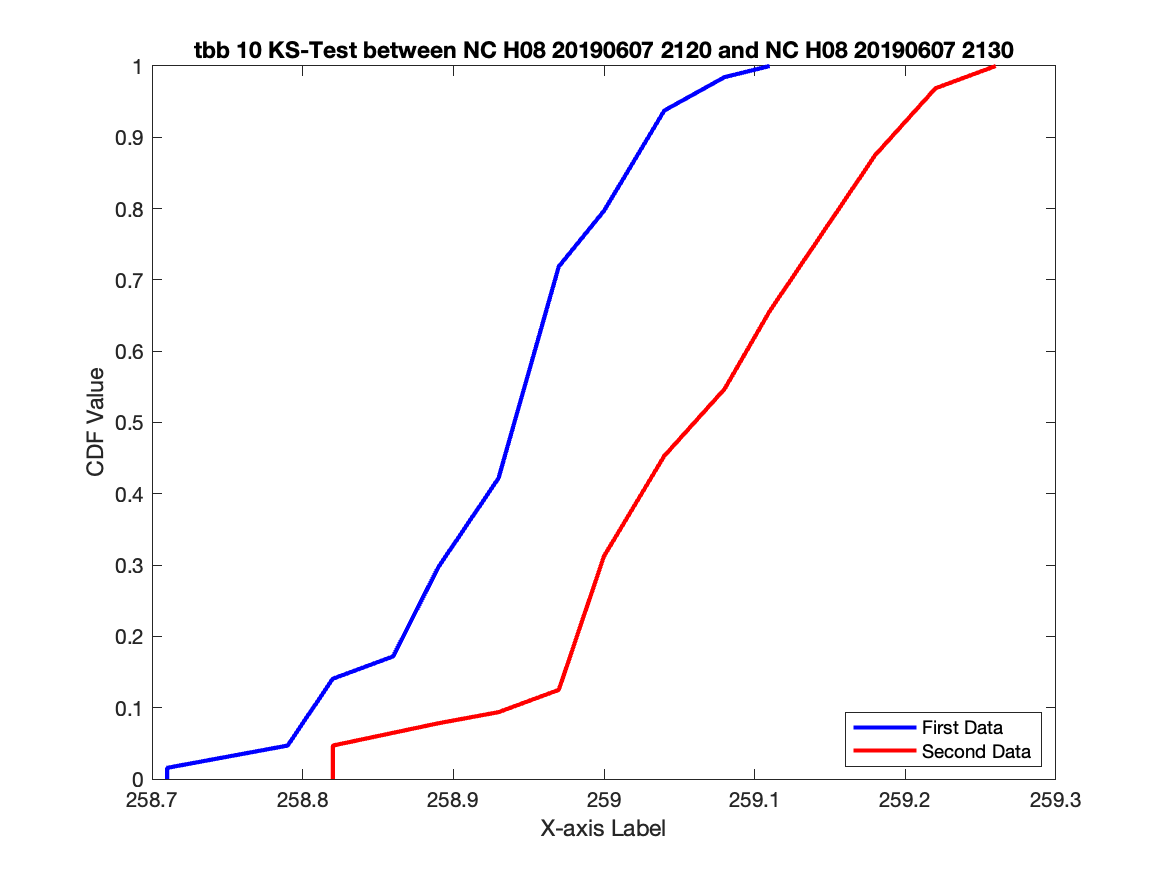 tbb 10 KS-Test between NC H08 20190607 2120 and NC H08 20190607 2130
1
0.9
0.8
0.7
0.6
0.5
0.4
0.3
0.2
0.1
0
CDF Value
258.7 258.8 258.9 259 259.1 259.2 259.3
X-axis Label
First Data
Second Data